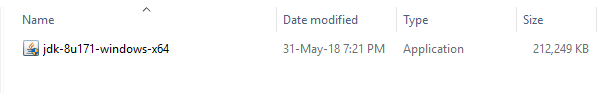 Name Date modified Type Size
jdk-8u171-windows-x64 31-May-18 7:21 PM Application 212,249 KB